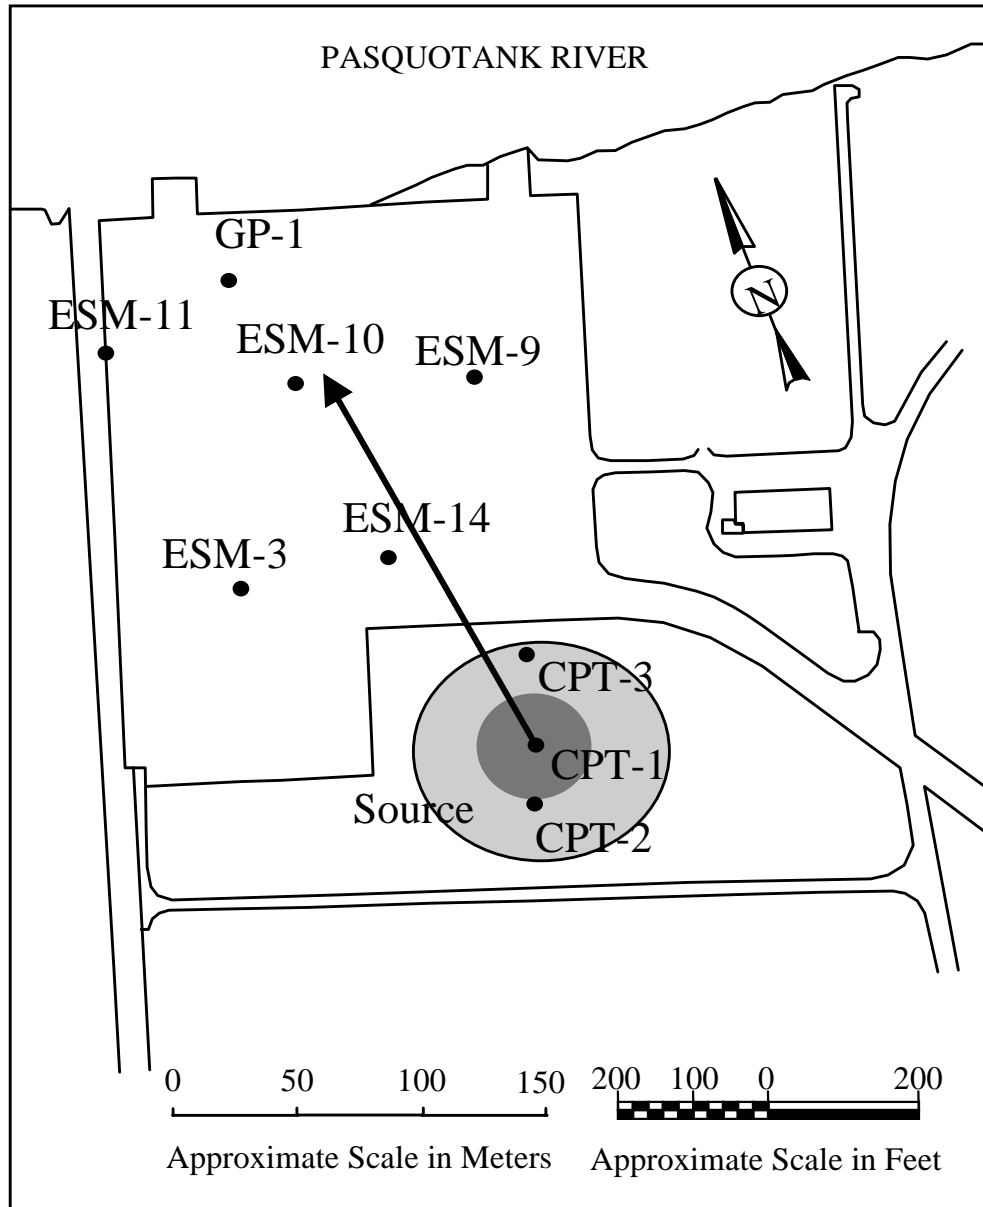 PASQUOTANK RIVER
GP-1
ESM-11
ESM-10
ESM-9
N
ESM-14
ESM-3
CPT-3
CPT-1
Source
CPT-2
0 50 100 150
200 100 0 200
Approximate Scale in Meters
Approximate Scale in Feet